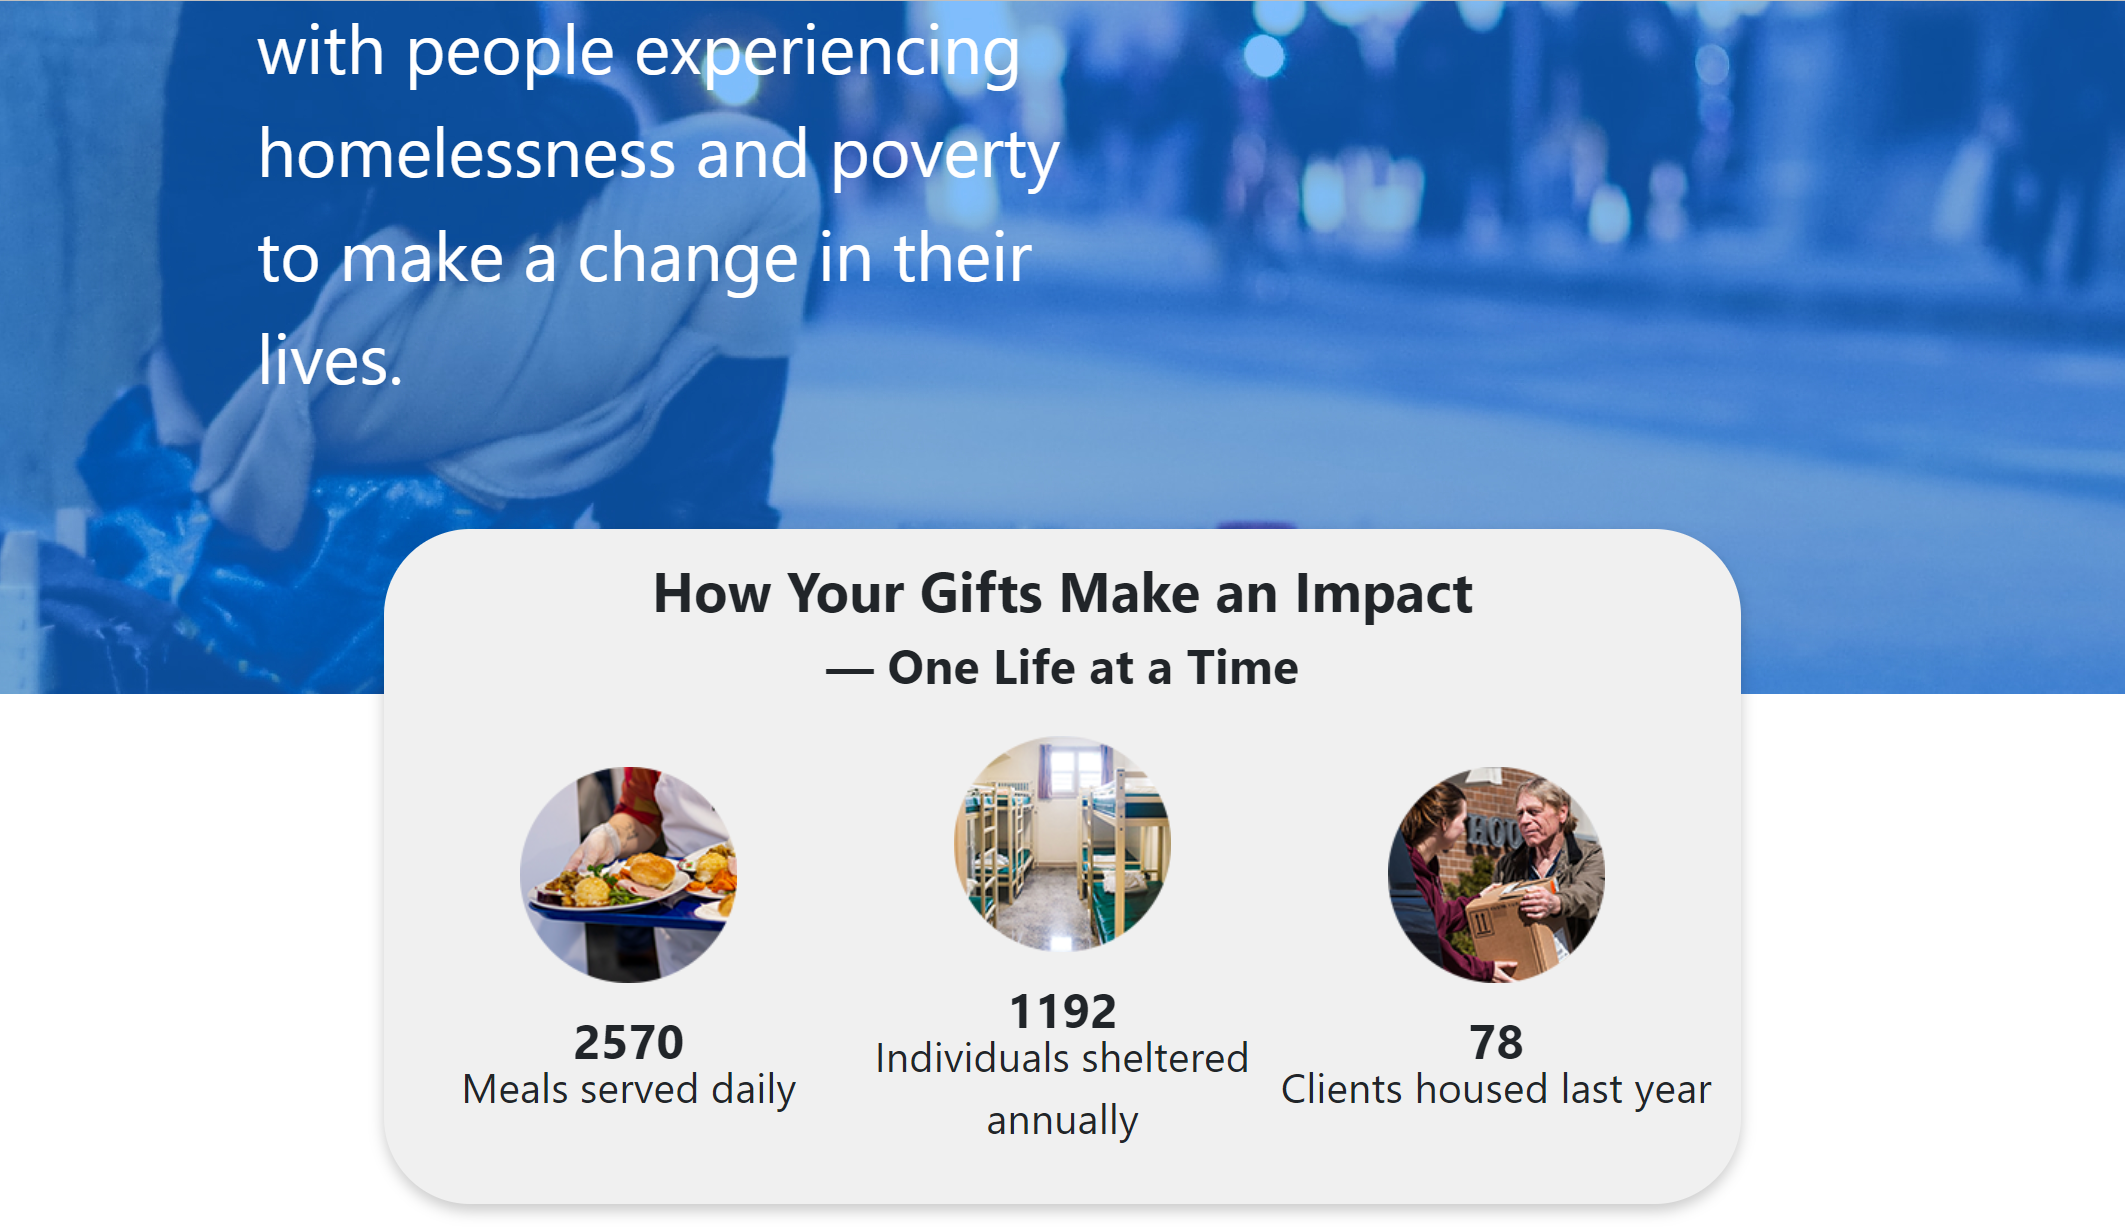 with people experiencing
homelessness and poverty
to make a change in their
lives.
How Your Gifts Make an Impact
— One Life at a Time
HOU
2570
Meals served daily
1192
Individuals sheltered
annually
78
Clients housed last year